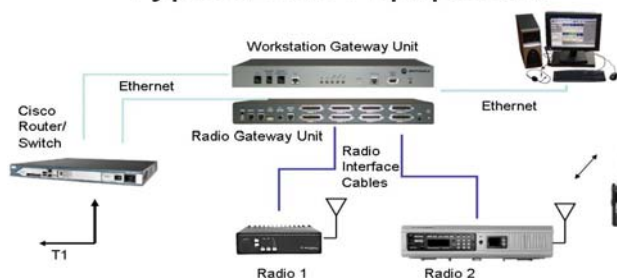 Workstation Gateway Unit
Ethernet
Ethernet
Cisco
Router/
Switch
Radio Gateway Unit
Radio
Interface
Cables
T1
Radio 1
Radio 2